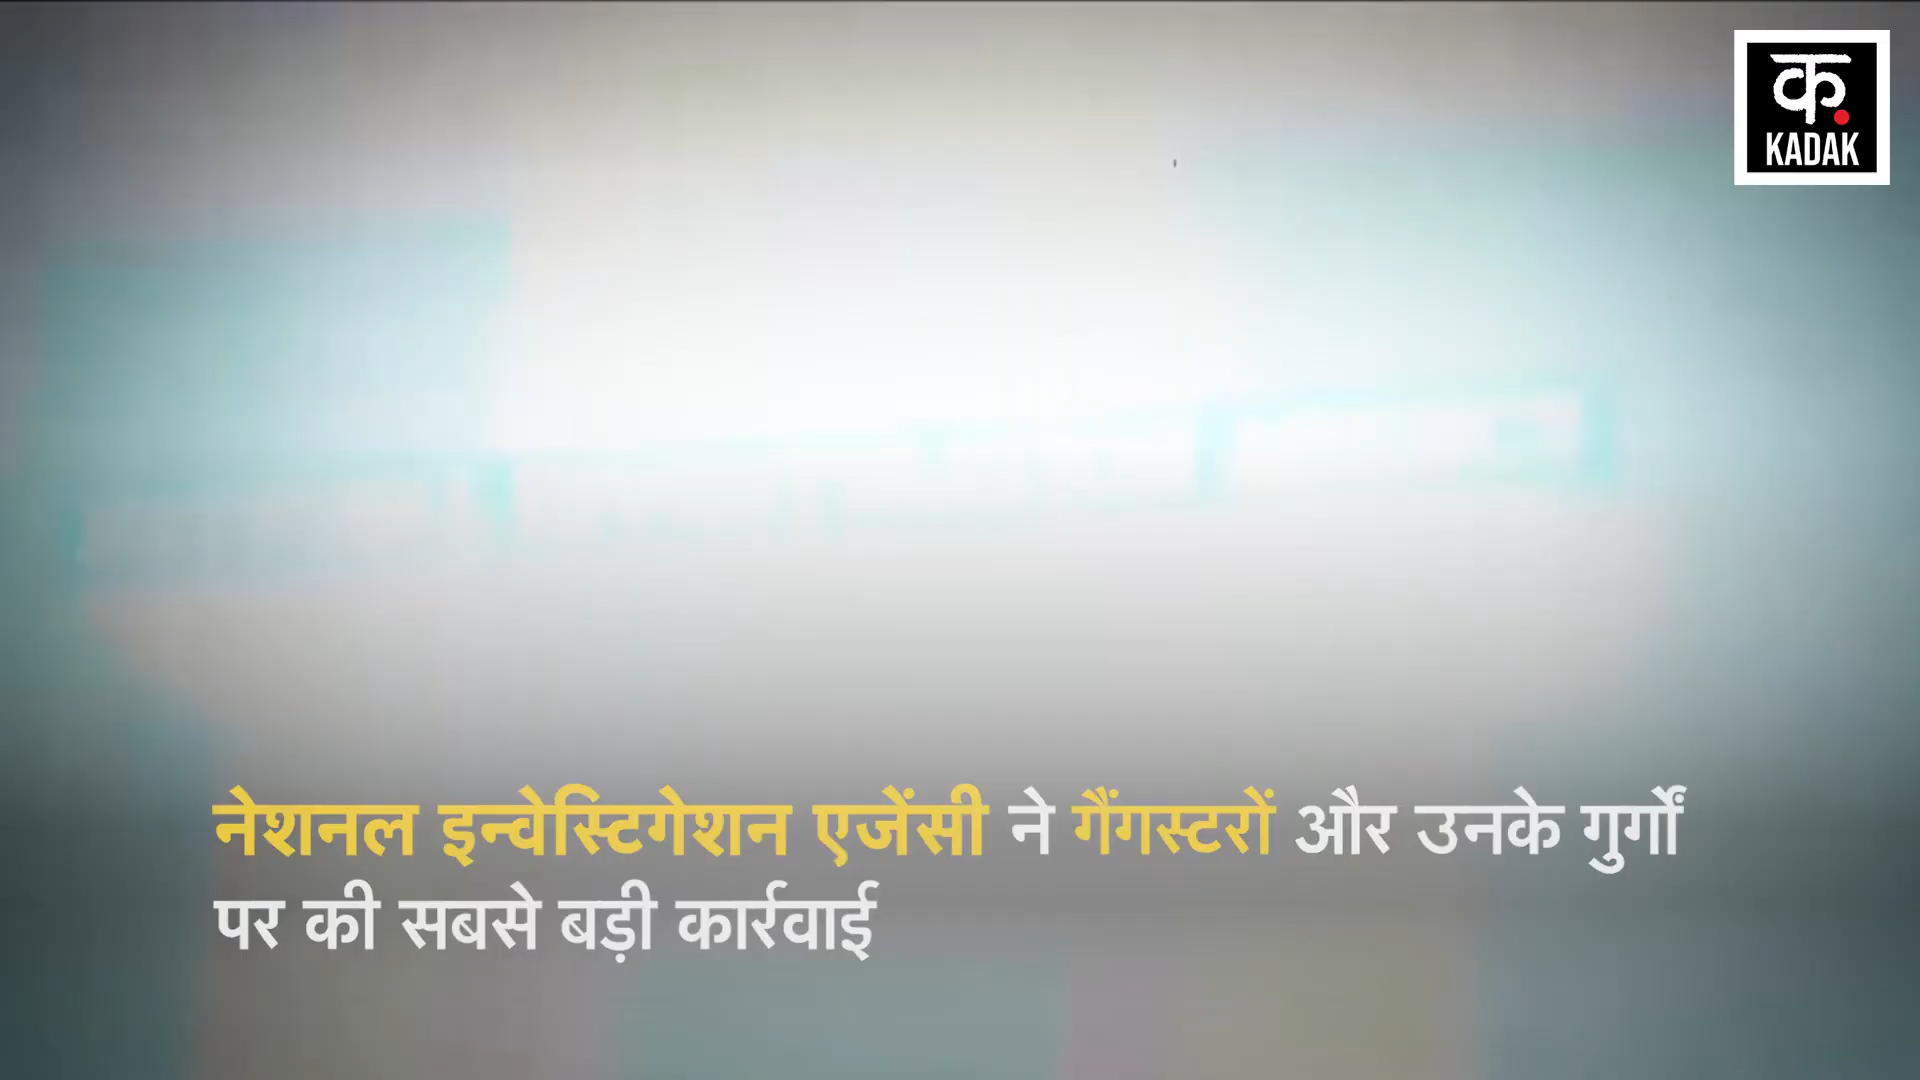 क.
KADAK
नेशनल इन्वेस्टिगेशन एजेंसी ने गैंगस्टरों और उनके गुर्गों
पर की सबसे बड़ी कार्रवाई